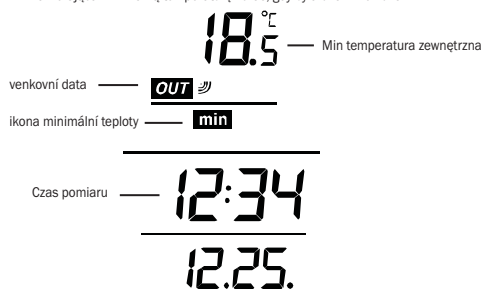 18.5 °C
Min temperatura zewnętrzna
venkovní data
OUT
ikona minimální teploty
min
Czas pomiaru
12:34
12.25.